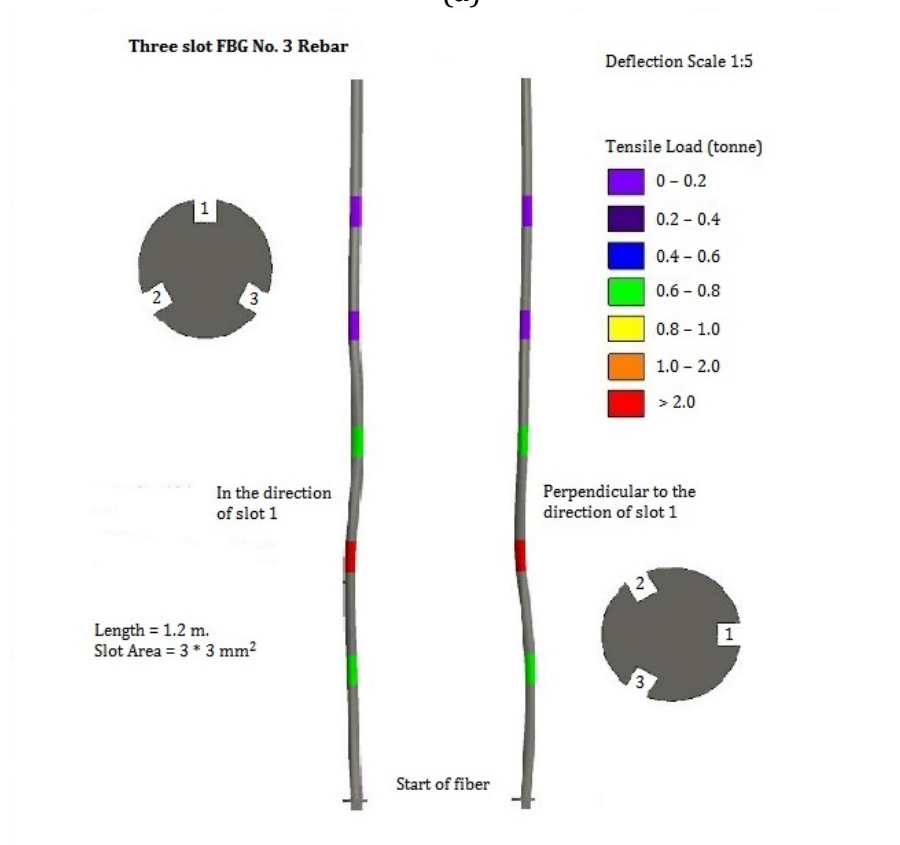 (a)
Three slot FBG No. 3 Rebar
Deflection Scale 1:5
Tensile Load (tonne)
0 – 0.2
0.2 – 0.4
0.4 – 0.6
0.6 – 0.8
0.8 – 1.0
1.0 – 2.0
> 2.0
1
2
3
In the direction
of slot 1
Perpendicular to the
direction of slot 1
2
1
3
Length = 1.2 m.
Slot Area = 3 * 3 mm²
Start of fiber